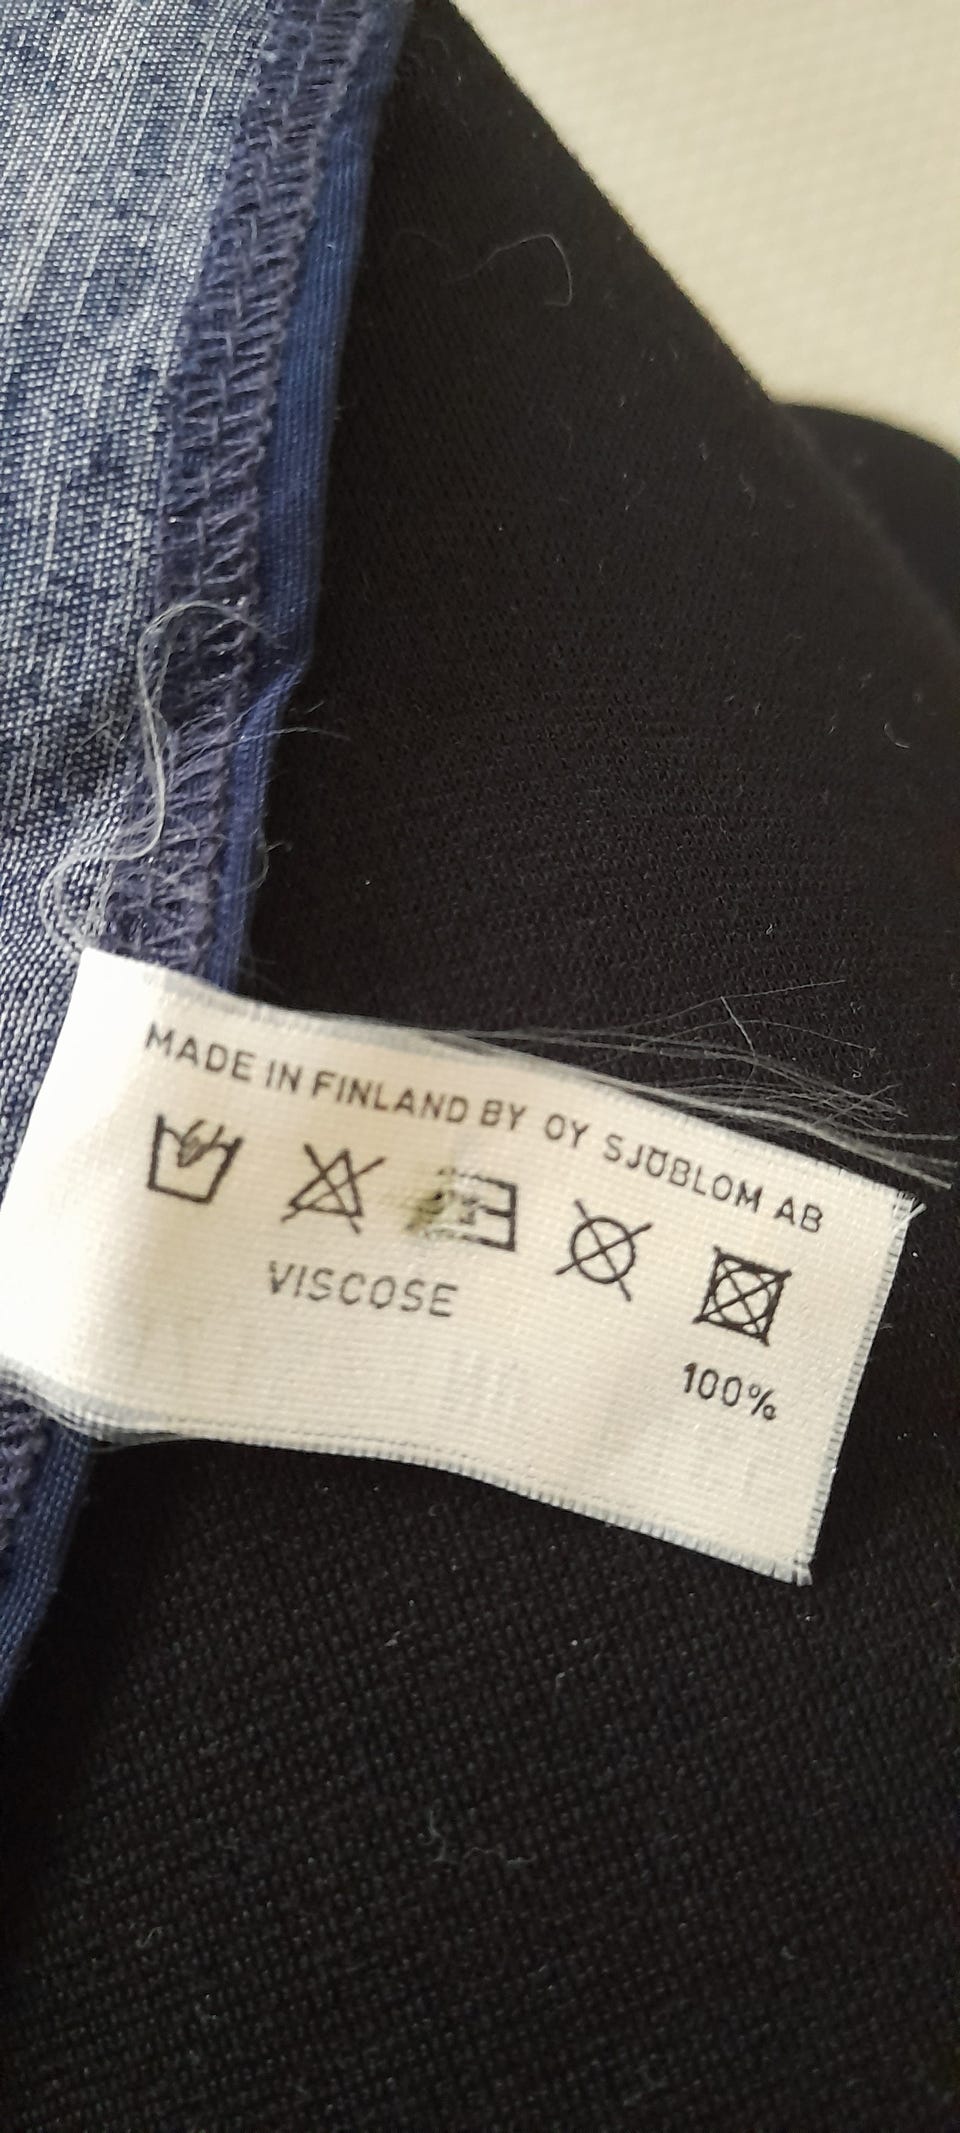 MADE IN FINLAND BY OY SJÖBLOM AB
VISCOSE 100%